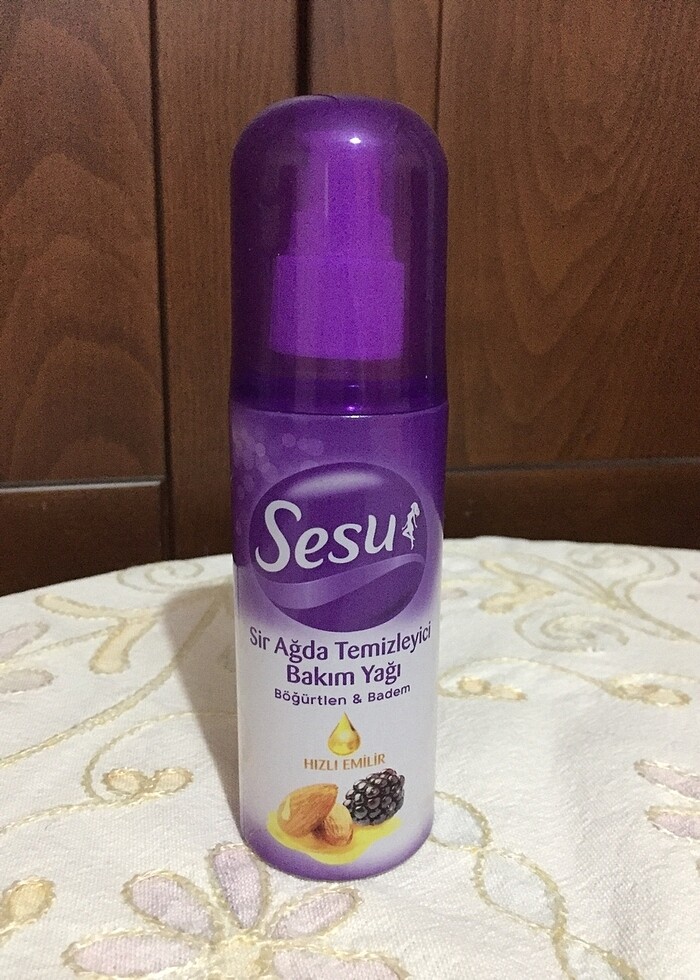 Sesu
Sir Ağda Temizleyici
Bakım Yağı
Böğürtlen & Badem
HIZLI EMİLİR